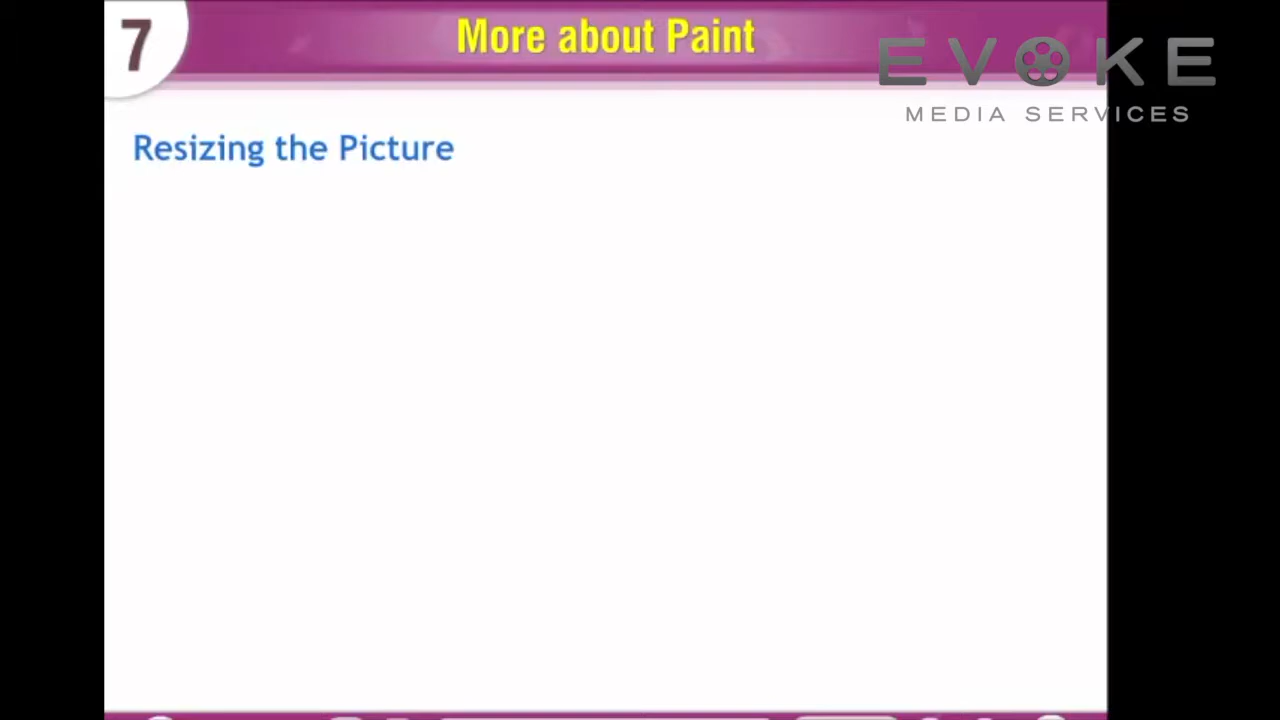 7
More about Paint
EVOKE
MEDIA SERVICES
Resizing the Picture